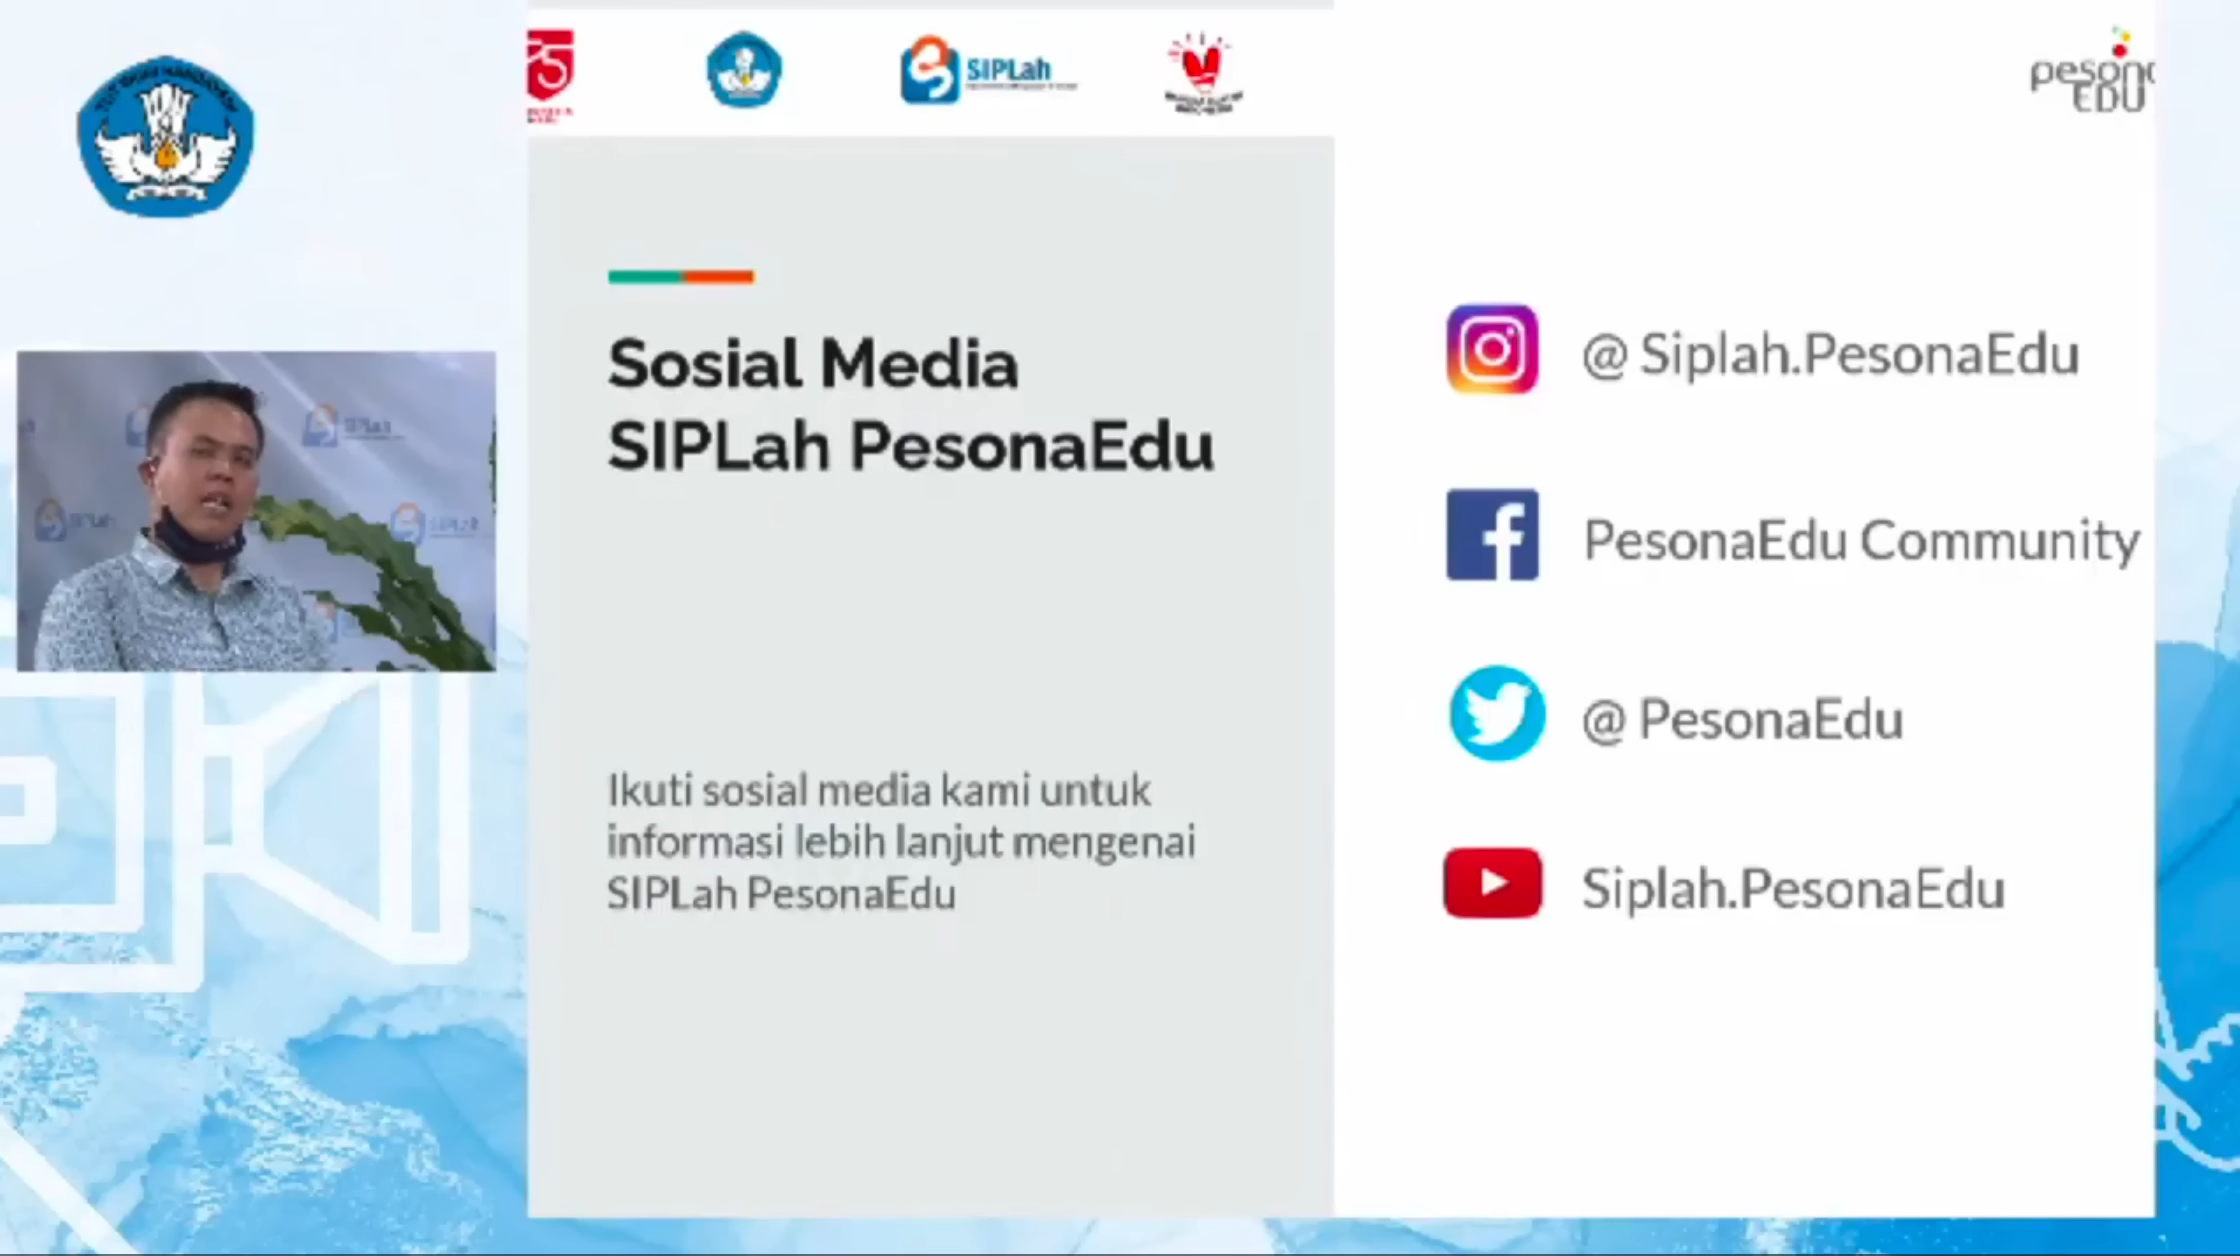 SIPLah
pesona
EDU
Sosial Media
SIPLah PesonaEdu
Ikuti sosial media kami untuk
informasi lebih lanjut mengenai
SIPLah PesonaEdu
@ Siplah.PesonaEdu
PesonaEdu Community
@ PesonaEdu
Siplah.PesonaEdu